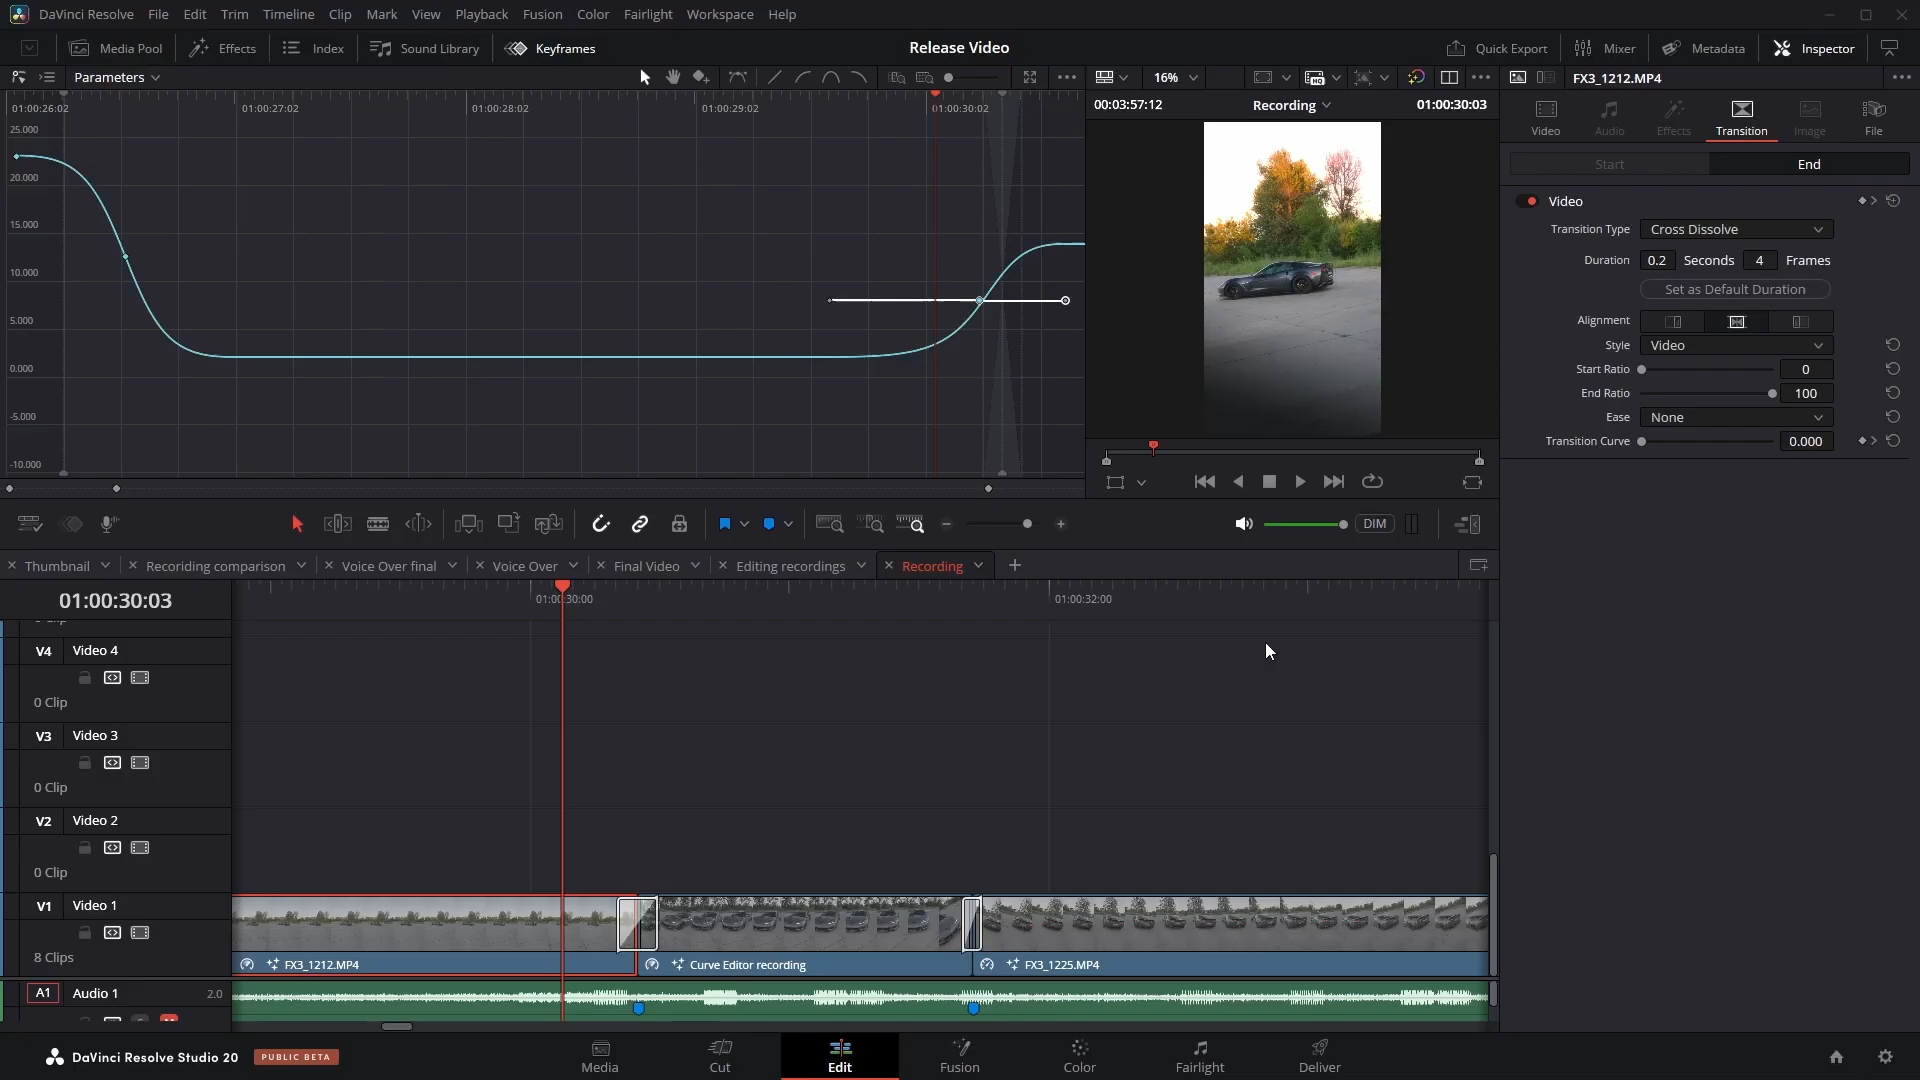 DaVinci Resolve File Edit Trim Timeline Clip Mark View Playback Fusion Color Fairlight Workspace Help
Media Pool Effects Index Sound Library Keyframes Release Video Quick Export Mixer Metadata Inspector
Parameters 16% FX3_1212.MP4
01:00:26:02 01:00:27:02 01:00:28:02 01:00:29:02 01:00:30:02
00:03:57:12 Recording 01:00:30:03
25.000
20.000
15.000
10.000
5.000
0.000
-5.000
-10.000
Video Audio Effects Transition Image File
Start End
Video
Transition Type Cross Dissolve
Duration 0.2 Seconds 4 Frames
Set as Default Duration
Alignment
Style Video
Start Ratio 0
End Ratio 100
Ease None
Transition Curve 0.000
DIM
Thumbnail Recoriding comparison Voice Over final Voice Over Final Video Editing recordings Recording
01:00:30:03 01:00:30:00 01:00:32:00
V4 Video 4
0 Clip
V3 Video 3
0 Clip
V2 Video 2
0 Clip
V1 Video 1
8 Clips
FX3_1212.MP4 Curve Editor recording FX3_1225.MP4
A1 Audio 1 2.0
DaVinci Resolve Studio 20 PUBLIC BETA
Media Cut Edit Fusion Color Fairlight Deliver